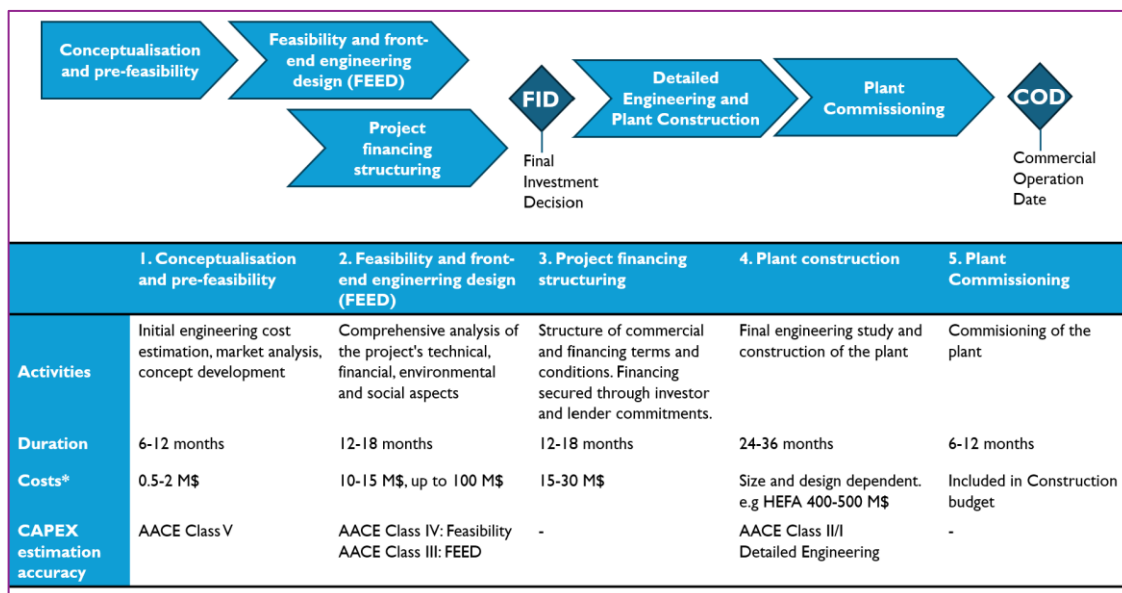 Conceptualisation
and pre-feasibility
Feasibility and front-
end engineering
design (FEED)
Project
financing
structuring
FID
Final
Investment
Decision
Detailed
Engineering and
Plant Construction
Plant
Commissioning
COD
Commercial
Operation
Date
1. Conceptualisation
and pre-feasibility
2. Feasibility and front-
end enginerring design
(FEED)
3. Project financing
structuring
4. Plant construction
5. Plant
Commissioning
Activities
Initial engineering cost
estimation, market analysis,
concept development
Comprehensive analysis of
the project's technical,
financial, environmental
and social aspects
Structure of commercial
and financing terms and
conditions. Financing
secured through investor
and lender commitments.
Final engineering study and
construction of the plant
Commisioning of the
plant
Duration
6-12 months
12-18 months
12-18 months
24-36 months
6-12 months
Costs*
0.5-2 M$
10-15 M$, up to 100 M$
15-30 M$
Size and design dependent.
e.g HEFA 400-500 M$
Included in Construction
budget
CAPEX
estimation
accuracy
AACE Class V
AACE Class IV: Feasibility
AACE Class III: FEED
-
AACE Class II/I
Detailed Engineering
-